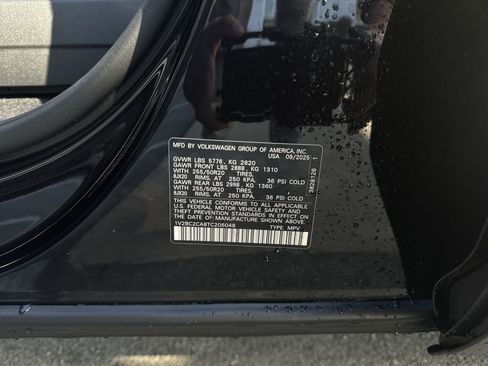 MFD BY VOLKSWAGEN GROUP OF AMERICA, INC.
USA 09/2025
GVWR LBS 5776, KG 2620
GAWR FRONT LBS 2888, KG 1310
WITH 255/50R20 TIRES,
8JX20 RIMS, AT 250 KPA, 36 PSI COLD
GAWR REAR LBS 2998, KG 1360
WITH 255/50R20 TIRES,
8JX20 RIMS, AT 250 KPA, 36 PSI COLD
THIS VEHICLE CONFORMS TO ALL APPLICABLE
U.S. FEDERAL MOTOR VEHICLE SAFETY AND
THEFT PREVENTION STANDARDS IN EFFECT ON
THE DATE OF MANUFACTURE SHOWN ABOVE.
1V2BC2CA8TC205048
TYPE: MPV